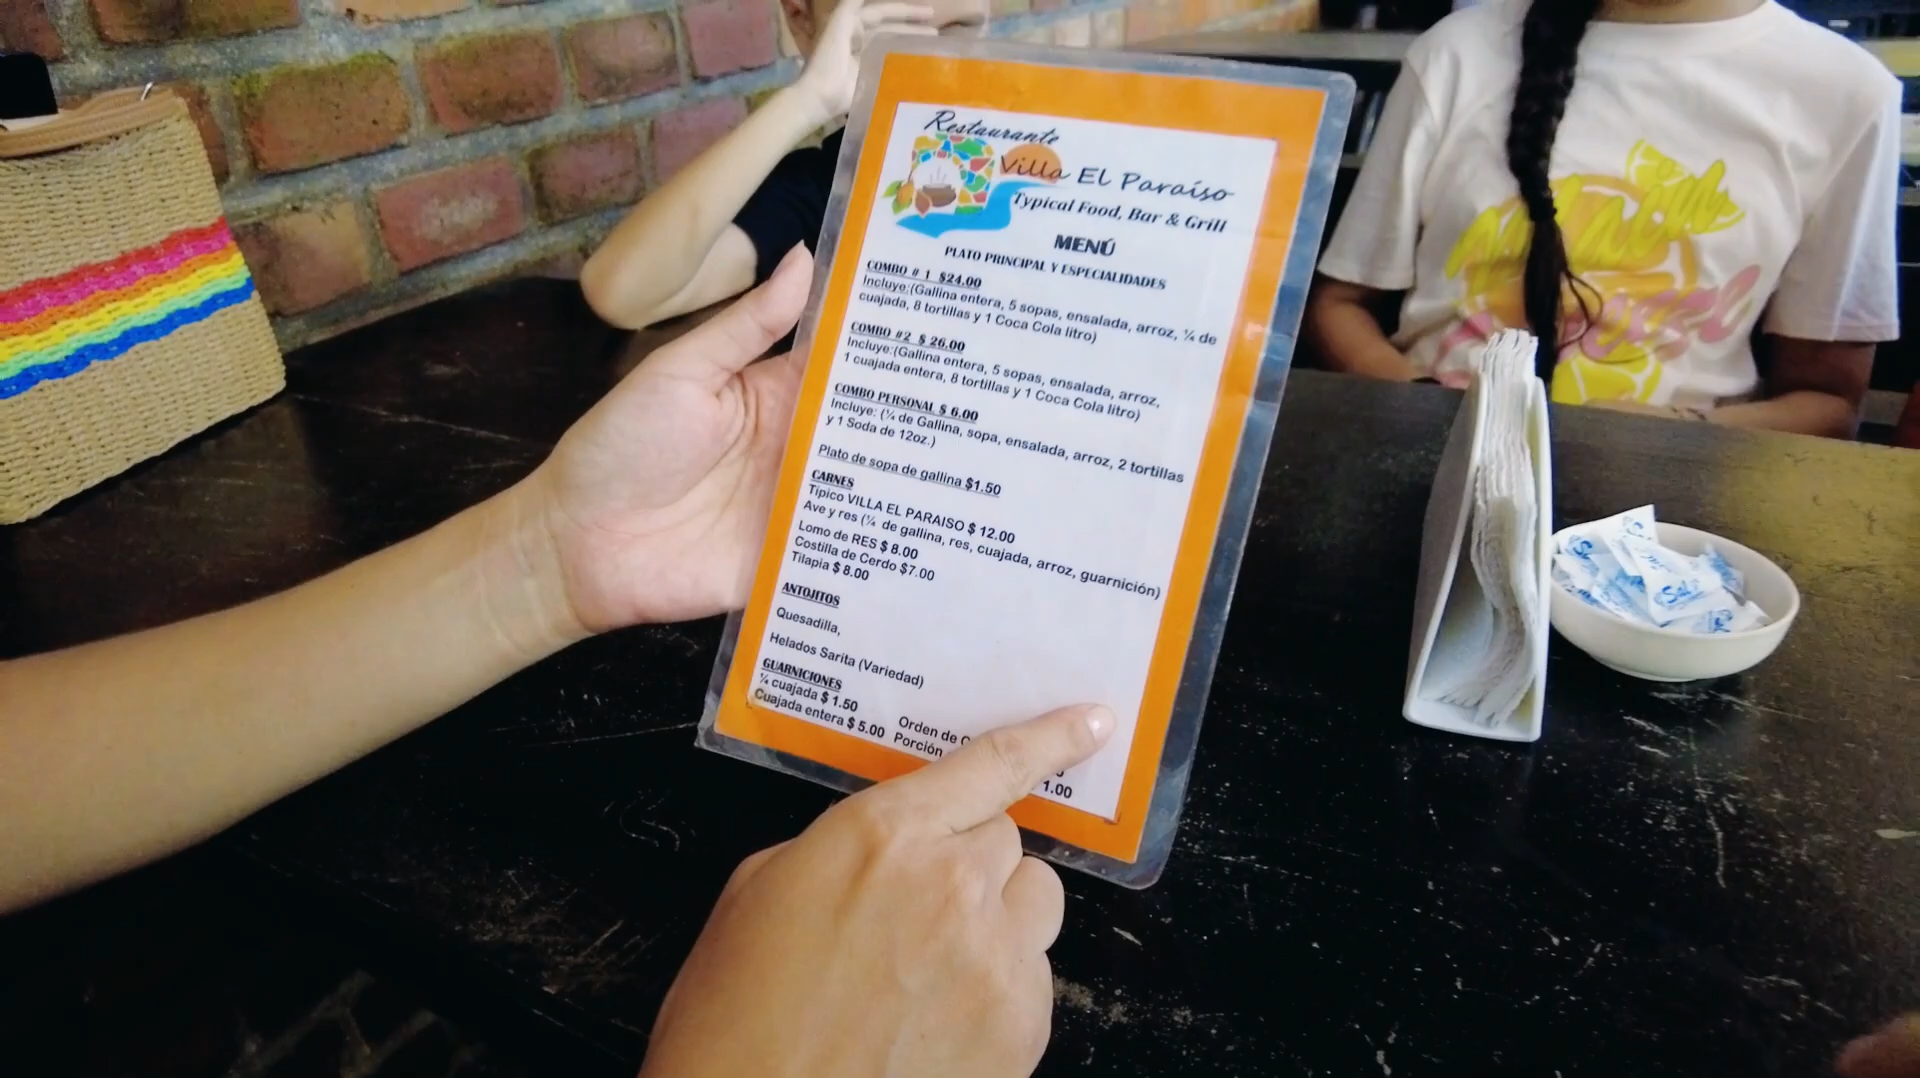 Restaurante
Villa El Paraíso
Typical Food, Bar & Grill
MENÚ
PLATO PRINCIPAL Y ESPECIALIDADES
COMBO # 1 $24.00
Incluye:(Gallina entera, 5 sopas, ensalada, arroz, ¼ de
cuajada, 8 tortillas y 1 Coca Cola litro)
COMBO #2 $ 26.00
Incluye:(Gallina entera, 5 sopas, ensalada, arroz,
1 cuajada entera, 8 tortillas y 1 Coca Cola litro)
COMBO PERSONAL $ 6.00
Incluye: (¼ de Gallina, sopa, ensalada, arroz, 2 tortillas
y 1 Soda de 12oz.)
Plato de sopa de gallina $1.50
CARNES
Típico VILLA EL PARAISO $ 12.00
Ave y res (¼ de gallina, res, cuajada, arroz, guarnición)
Lomo de RES $ 8.00
Costilla de Cerdo $7.00
Tilapia $ 8.00
ANTOJITOS
Quesadilla,
Helados Sarita (Variedad)
GUARNICIONES
¼ cuajada $ 1.50
Cuajada entera $ 5.00
Orden de
Porción
1.00
Sal